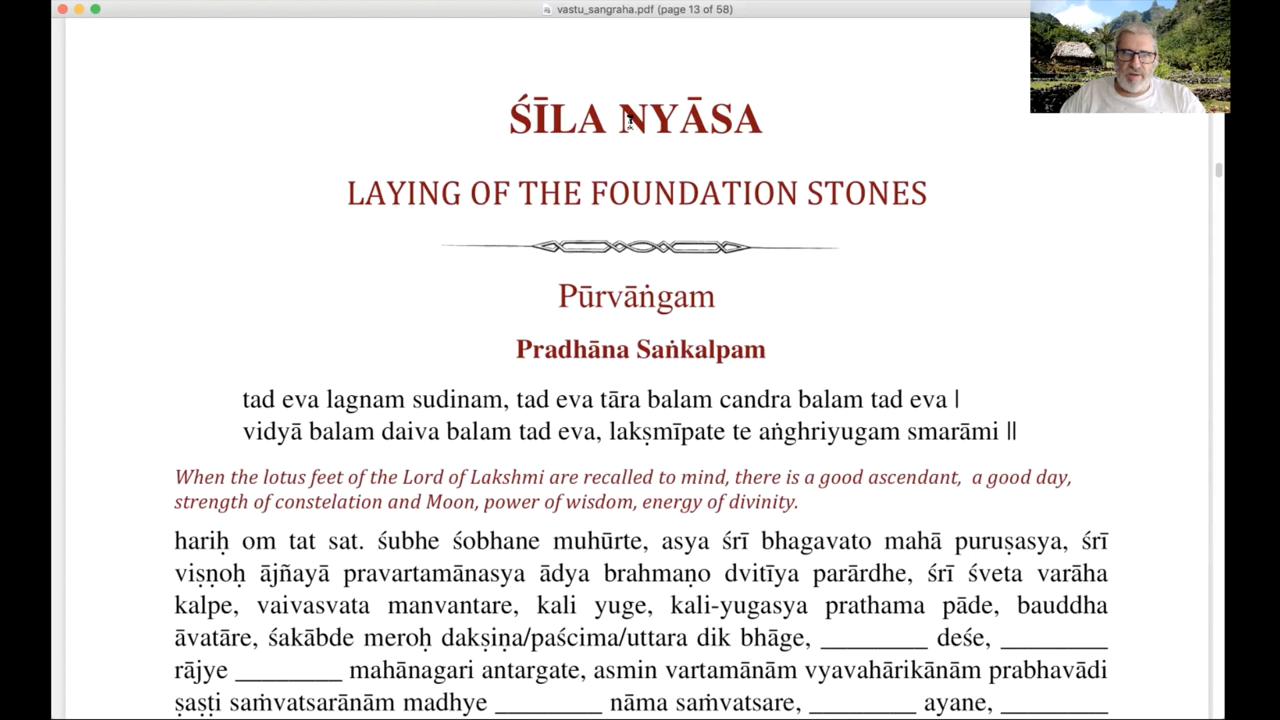 vastu_sangraha.pdf (page 13 of 58)
ŚĪLA NYĀSA
LAYING OF THE FOUNDATION STONES
Pūrvāṅgam
Pradhāna Saṅkalpam
tad eva lagnam sudinam, tad eva tāra balam candra balam tad eva |
vidyā balam daiva balam tad eva, lakṣmīpate te aṅghriyugam smarāmi ||
When the lotus feet of the Lord of Lakshmi are recalled to mind, there is a good ascendant, a good day,
strength of constelation and Moon, power of wisdom, energy of divinity.
hariḥ om tat sat. śubhe śobhane muhūrte, asya śrī bhagavato mahā puruṣasya, śrī
viṣṇoḥ ājñayā pravartamānasya ādya brahmaṇo dvitīya parārdhe, śrī śveta varāha
kalpe, vaivasvata manvantare, kali yuge, kali-yugasya prathama pāde, bauddha
āvatāre, śakābde meroḥ dakṣiṇa/paścima/uttara dik bhāge, ________ deśe, ________
rājye ________ mahānagari antargate, asmin vartamānām vyavahārikānām prabhavādi
ṣaṣṭi saṁvatsarānām madhye ________ nāma saṁvatsare, ________ ayane, ________